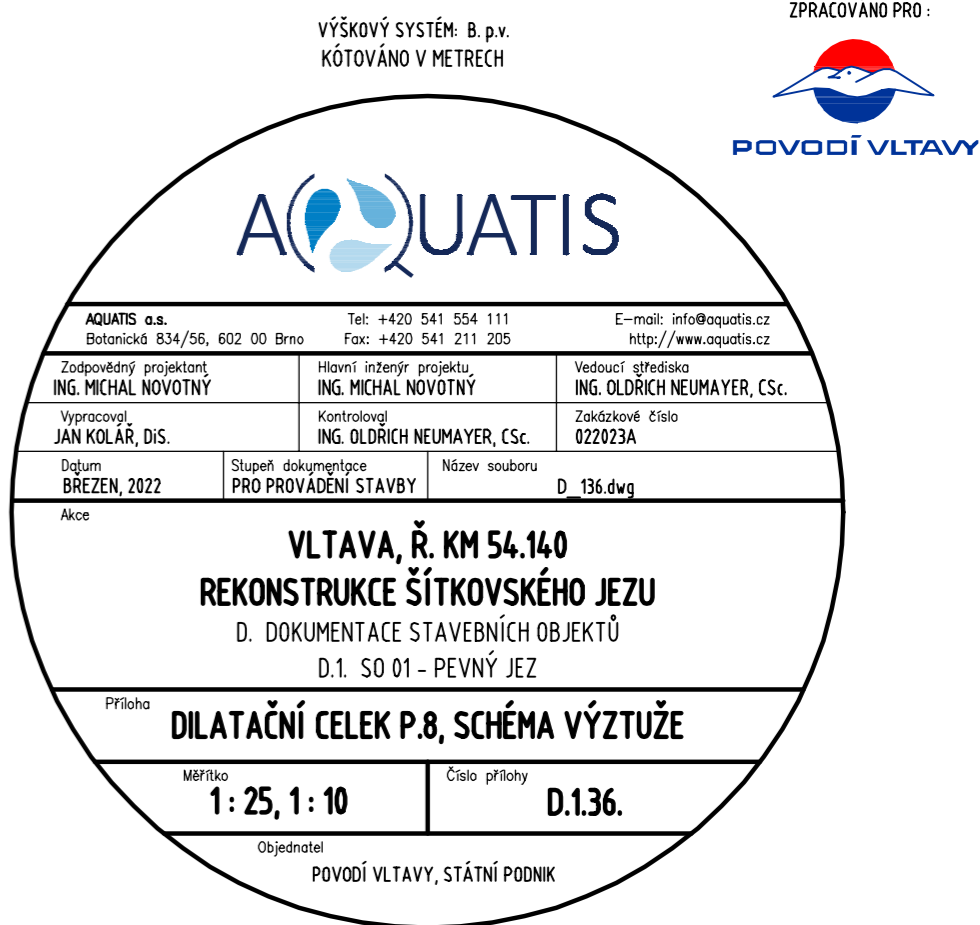 VÝŠKOVÝ SYSTÉM: B. p.v.
KÓTOVÁNO V METRECH
ZPRACOVANO PRO :
POVODÍ VLTAVY
AQUATIS
AQUATIS a.s.
Botanická 834/56, 602 00 Brno
Tel: +420 541 554 111
Fax: +420 541 211 205
E-mail: info@aquatis.cz
http://www.aquatis.cz
Zodpovědný projektant
ING. MICHAL NOVOTNÝ
Hlavní inženýr projektu
ING. MICHAL NOVOTNÝ
Vedoucí střediska
ING. OLDŘICH NEUMAYER, CSc.
Vypracoval
JAN KOLÁŘ, DiS.
Kontroloval
ING. OLDŘICH NEUMAYER, CSc.
Zakázkové číslo
022023A
Datum
BŘEZEN, 2022
Stupeň dokumentace
PRO PROVÁDĚNÍ STAVBY
Název souboru
D_136.dwg
Akce
VLTAVA, Ř. KM 54.140
REKONSTRUKCE ŠÍTKOVSKÉHO JEZU
D. DOKUMENTACE STAVEBNÍCH OBJEKTŮ
D.1. SO 01 - PEVNÝ JEZ
Příloha
DILATAČNÍ CELEK P.8, SCHÉMA VÝZTUŽE
Měřítko
1 : 25, 1 : 10
Číslo přílohy
D.1.36.
Objednatel
POVODÍ VLTAVY, STÁTNÍ PODNIK